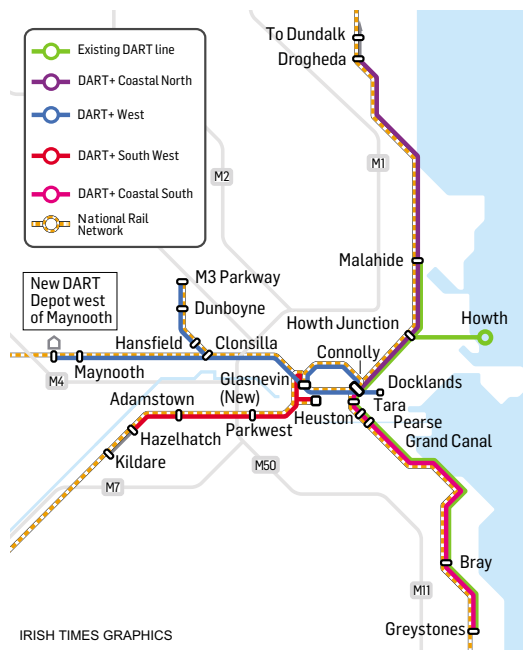 To Dundalk
Drogheda
Existing DART line
DART+ Coastal North
DART+ West
DART+ South West
DART+ Coastal South
National Rail
Network
M2
M1
Malahide
New DART
Depot west
of Maynooth
M3 Parkway
Dunboyne
Howth Junction
Howth
Hansfield
Clonsilla
Connolly
Maynooth
M4
Glasnevin
(New)
Docklands
Adamstown
Heuston
Tara
Parkwest
Pearse
Hazelhatch
Grand Canal
Kildare
M50
M7
Bray
M11
Greystones
IRISH TIMES GRAPHICS